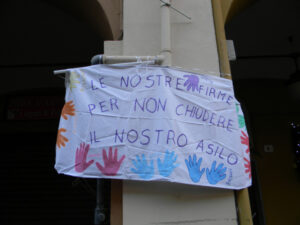 LE NOSTRE FIRME
PER NON CHIUDERE
IL NOSTRO ASILO